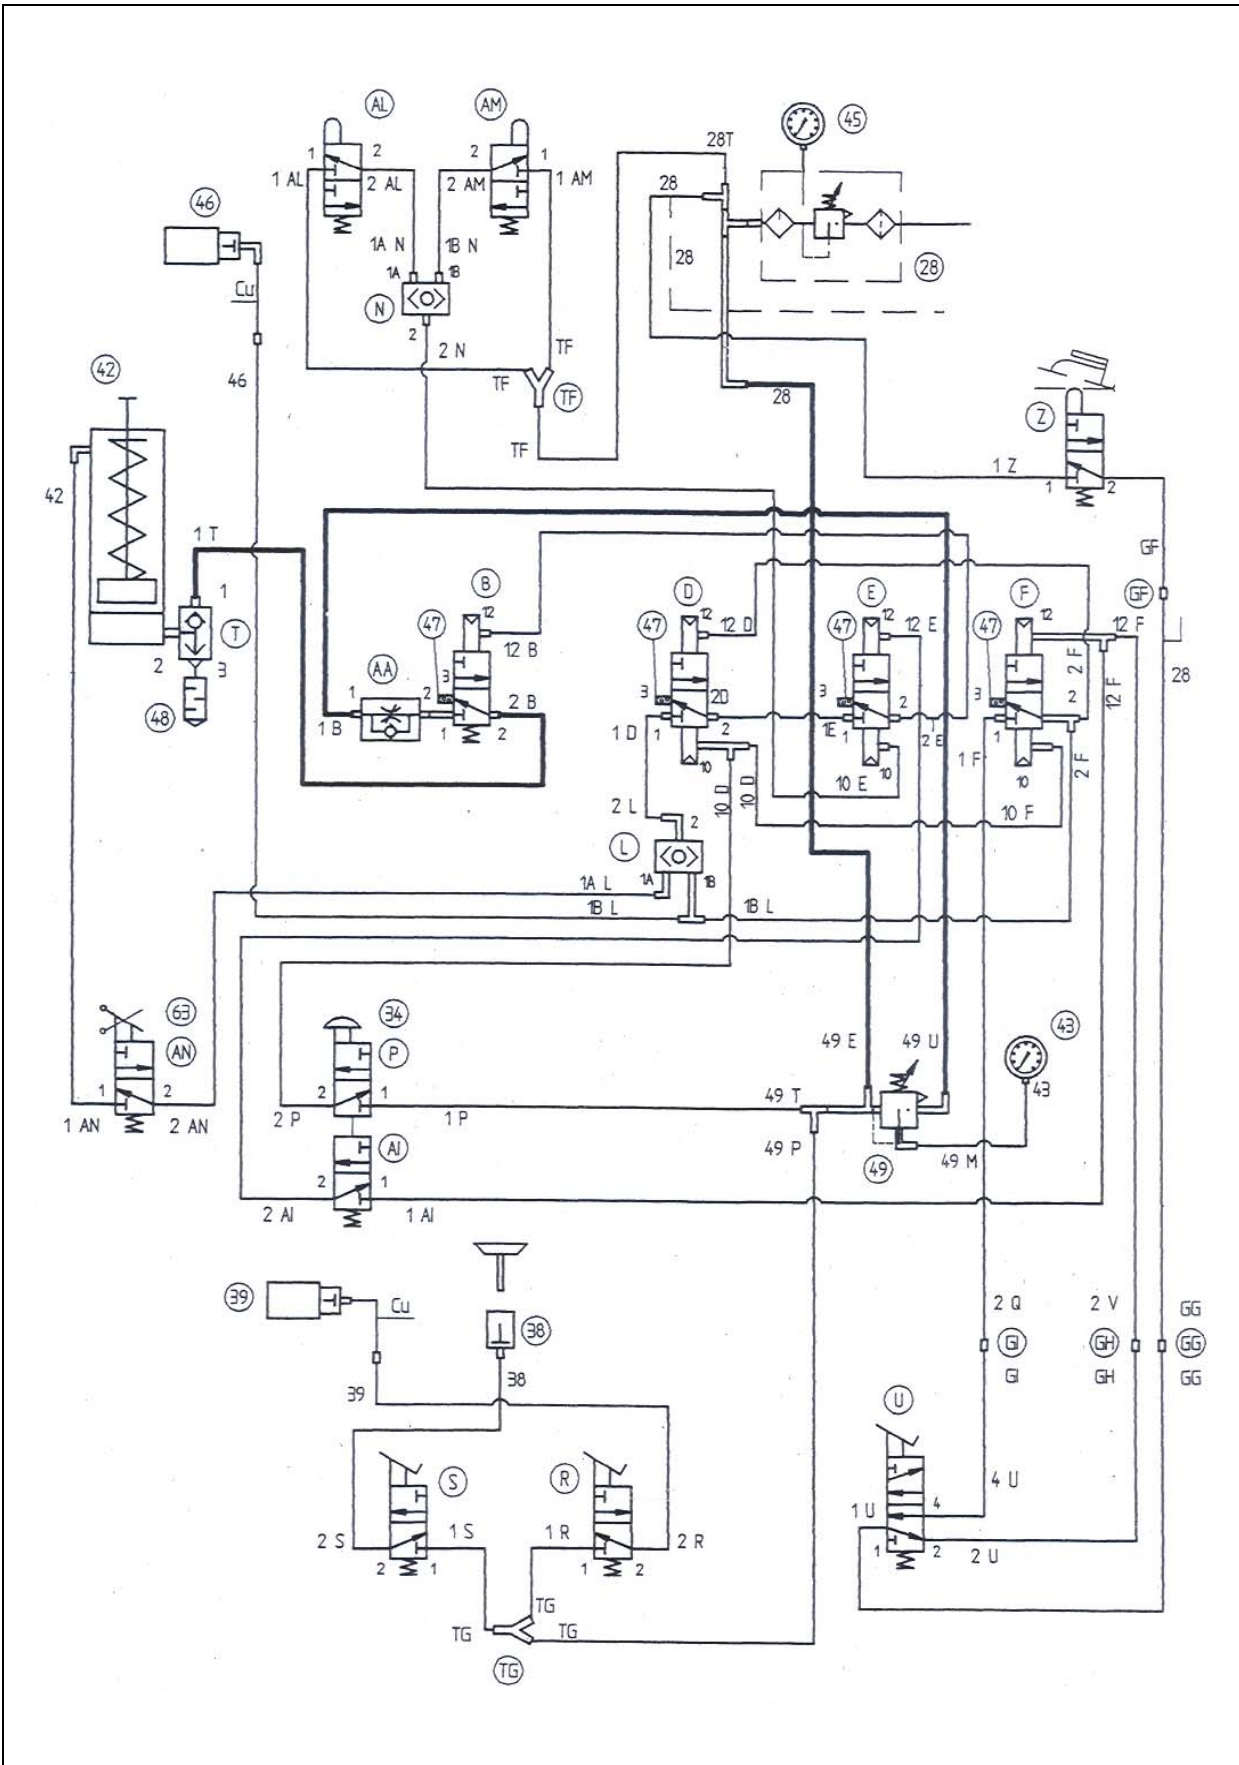 AL
AM
45
28T
1
2
2
1
1 AL
2 AL
2 AM
1 AM
28
46
1A N
1B N
28
28
1A
1B
Cu
N
2
2 N
TF
42
46
TF
TF
28
Z
TF
1 Z
1
2
42
1 T
GF
1
B
D
E
F
GF
47
12
47
12
12 D
47
12
12 E
47
12
12 F
T
12 B
2 F
2
3
AA
3
12 F
28
1
2
2 B
3
2D
3
2
3
2
48
1 B
1
2
1 D
1
2
1E
1
2 E
1 F
1
2 F
10
10 D
10 D
10
10 E
10
10 F
2 L
2
L
1A
1B
1A L
1B L
1B L
63
34
43
AN
P
49 E
49 U
1
2
2
1
49 T
43
1 AN
2 AN
2 P
1 P
AI
49 P
49
49 M
2
1
2 AI
1 AI
39
Cu
2 Q
2 V
GG
38
GI
GH
GG
39
38
GI
GH
GG
U
S
R
4 U
1 U
4
2 S
1 S
1 R
2 R
1
2
2 U
2
1
1
2
TG
TG
TG
TG